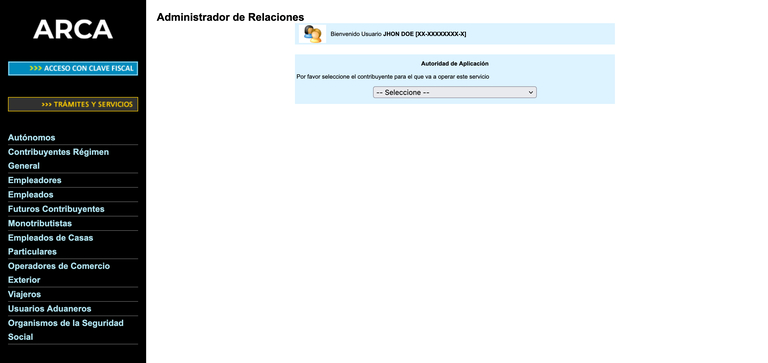 ARCA
>>> ACCESO CON CLAVE FISCAL
>>> TRÁMITES Y SERVICIOS
Autónomos
Contribuyentes Régimen
General
Empleadores
Empleados
Futuros Contribuyentes
Monotributistas
Empleados de Casas
Particulares
Operadores de Comercio
Exterior
Viajeros
Usuarios Aduaneros
Organismos de la Seguridad
Social
Administrador de Relaciones
Bienvenido Usuario JHON DOE [XX-XXXXXXXX-X]
Autoridad de Aplicación
Por favor seleccione el contribuyente para el que va a operar este servicio
-- Seleccione --